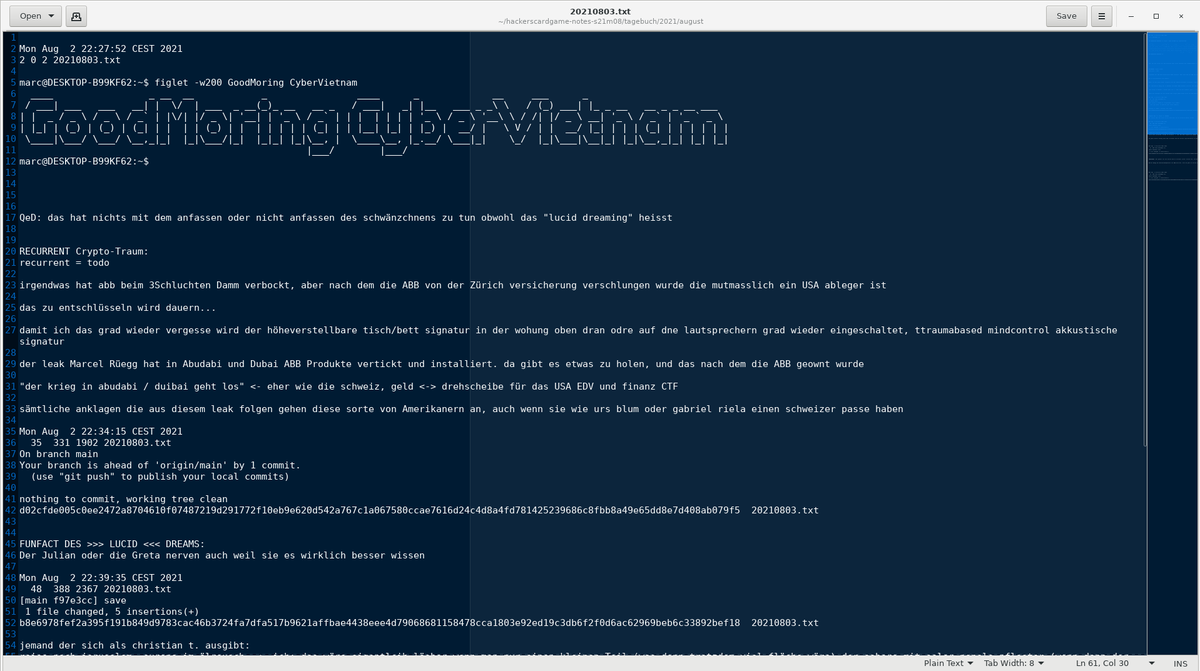 Open
20210803.txt
~/hackerscardgame-notes-s21m08/tagebuch/2021/august
Save
1
2 Mon Aug  2 22:27:52 CEST 2021
3 2 0 2 20210803.txt
4
5 marc@DESKTOP-B99KF62:~$ figlet -w200 GoodMoring CyberVietnam
6
7
8 GoodMoring CyberVietnam
9
10
11
12 marc@DESKTOP-B99KF62:~$
13
14
15
16
17 QeD: das hat nichts mit dem anfassen oder nicht anfassen des schwänzchnens zu tun obwohl das "lucid dreaming" heisst
18
19
20 RECURRENT Crypto-Traum:
21 recurrent = todo
22
23 irgendwas hat abb beim 3Schluchten Damm verbockt, aber nach dem die ABB von der Zürich versicherung verschlungen wurde die mutmasslich ein USA ableger ist
24
25 das zu entschlüsseln wird dauern...
26
27 damit ich das grad wieder vergesse wird der höheverstellbare tisch/bett signatur in der wohung oben dran odre auf dne lautsprechern grad wieder eingeschaltet, ttraumabased mindcontrol akkustische
signatur
28
29 der leak Marcel Rüegg hat in Abudabi und Dubai ABB Produkte vertickt und installiert. da gibt es etwas zu holen, und das nach dem die ABB geownt wurde
30
31 "der krieg in abudabi / duibai geht los" <- eher wie die schweiz, geld <-> drehscheibe für das USA EDV und finanz CTF
32
33 sämtliche anklagen die aus diesem leak folgen gehen diese sorte von Amerikanern an, auch wenn sie wie urs blum oder gabriel riela einen schweizer passe haben
34
35 Mon Aug  2 22:34:15 CEST 2021
36   35  331 1902 20210803.txt
37 On branch main
38 Your branch is ahead of 'origin/main' by 1 commit.
39   (use "git push" to publish your local commits)
40
41 nothing to commit, working tree clean
42 d02cfde005c0ee2472a8704610f07487219d291772f10eb9e620d542a767c1a067580ccae7616d24c4d8a4fd781425239686c8fbb8a49e65dd8e7d408ab079f5  20210803.txt
43
44
45 FUNFACT DES >>> LUCID <<< DREAMS:
46 Der Julian oder die Greta nerven auch weil sie es wirklich besser wissen
47
48 Mon Aug  2 22:39:35 CEST 2021
49   48  388 2367 20210803.txt
50 [main f97e3cc] save
51  1 file changed, 5 insertions(+)
52 b8e6978fef2a395f191b849d9783cac46b3724fa7dfa517b9621affbae4438eee4d79068681158478cca1803e92ed19c3db6f2f0d6ac62969beb6c33892bef18  20210803.txt
53
54 jemand der sich als christian t. ausgibt:
Plain Text
Tab Width: 8
Ln 61, Col 30
INS